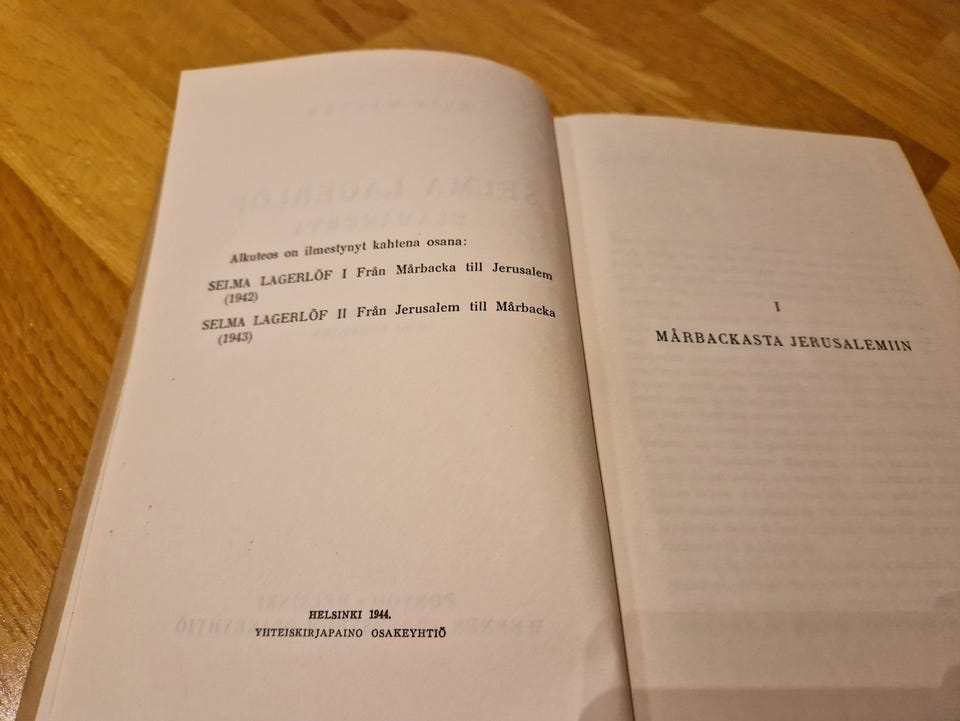 Alkuteos on ilmestynyt kahtena osana:
SELMA LAGERLÖF I Från Mårbacka till Jerusalem
(1942)
SELMA LAGERLÖF II Från Jerusalem till Mårbacka
(1943)
HELSINKI 1944.
YHTEISKIRJAPAINO OSAKEYHTIÖ
I
MÅRBACKASTA JERUSALEMIIN